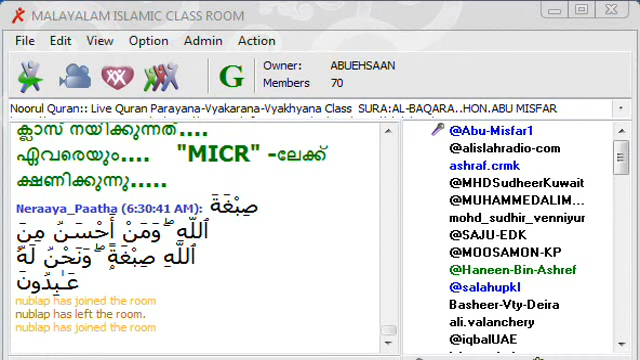 MALAYALAM ISLAMIC CLASS ROOM
File Edit View Option Admin Action
Owner: ABUEHSAAN
Members 70
G
Noorul Quran:: Live Quran Parayana-Vyakarana-Vyakhyana Class SURA:AL-BAQARA..HON.ABU MISFAR
ക്ലാസ് നയിക്കുന്നത്....
ഏവരെയും.... "MICR" -ലേക്ക്
ക്ഷണിക്കുന്നു.....
Neraaya_Paatha (6:30:41 AM): صِبْغَةَ
ٱللَّهِ ۖ وَمَنْ أَحْسَنُ مِنَ
ٱللَّهِ صِبْغَةً ۖ وَنَحْنُ لَهُۥ
عَـٰبِدُونَ
nublap has joined the room
nublap has left the room.
nublap has joined the room
@Abu-Misfar1
@alislahradio-com
ashraf.crmk
@MHDSudheerKuwait
@MUHAMMEDALIM...
mohd_sudhir_venniyur
@SAJU-EDK
@MOOSAMON-KP
@Haneen-Bin-Ashref
@salahupkl
Basheer-Vty-Deira
ali.valanchery
@iqbalUAE